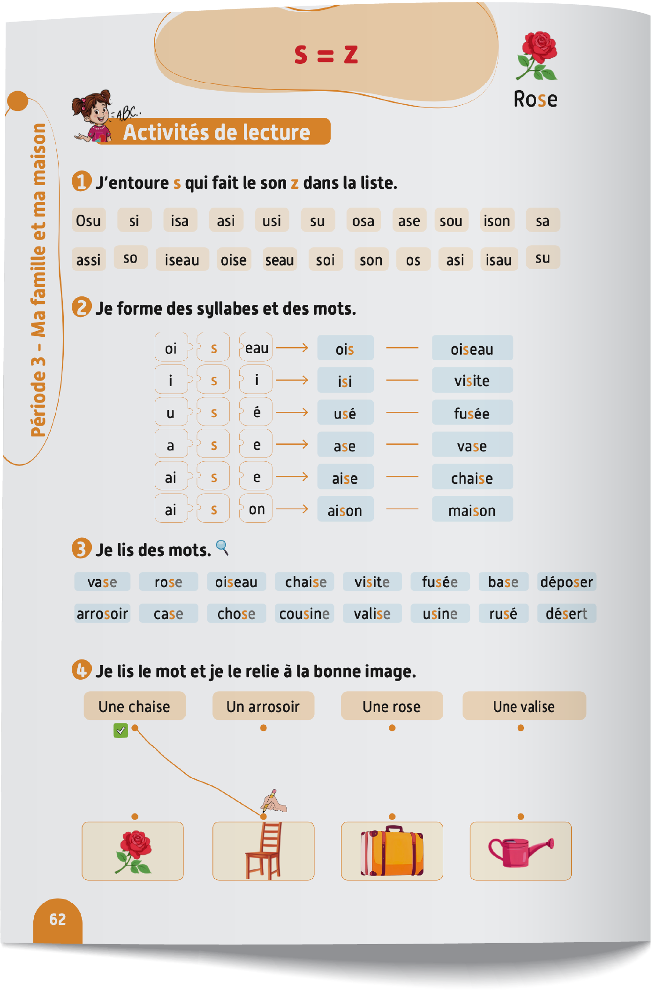 s = z
Rose
ABC..
Activités de lecture
Période 3 - Ma famille et ma maison
1 J'entoure s qui fait le son z dans la liste.
Osu si isa asi usi su osa ase sou ison sa
assi so iseau oise seau soi son os asi isau su
2 Je forme des syllabes et des mots.
oi s eau ois oiseau
i s i isi visite
u s é usé fusée
a s e ase vase
ai s e aise chaise
ai s on aison maison
3 Je lis des mots.
vase rose oiseau chaise visite fusée base déposer
arrosoir case chose cousine valise usine rusé désert
4 Je lis le mot et je le relie à la bonne image.
Une chaise Un arrosoir Une rose Une valise
62